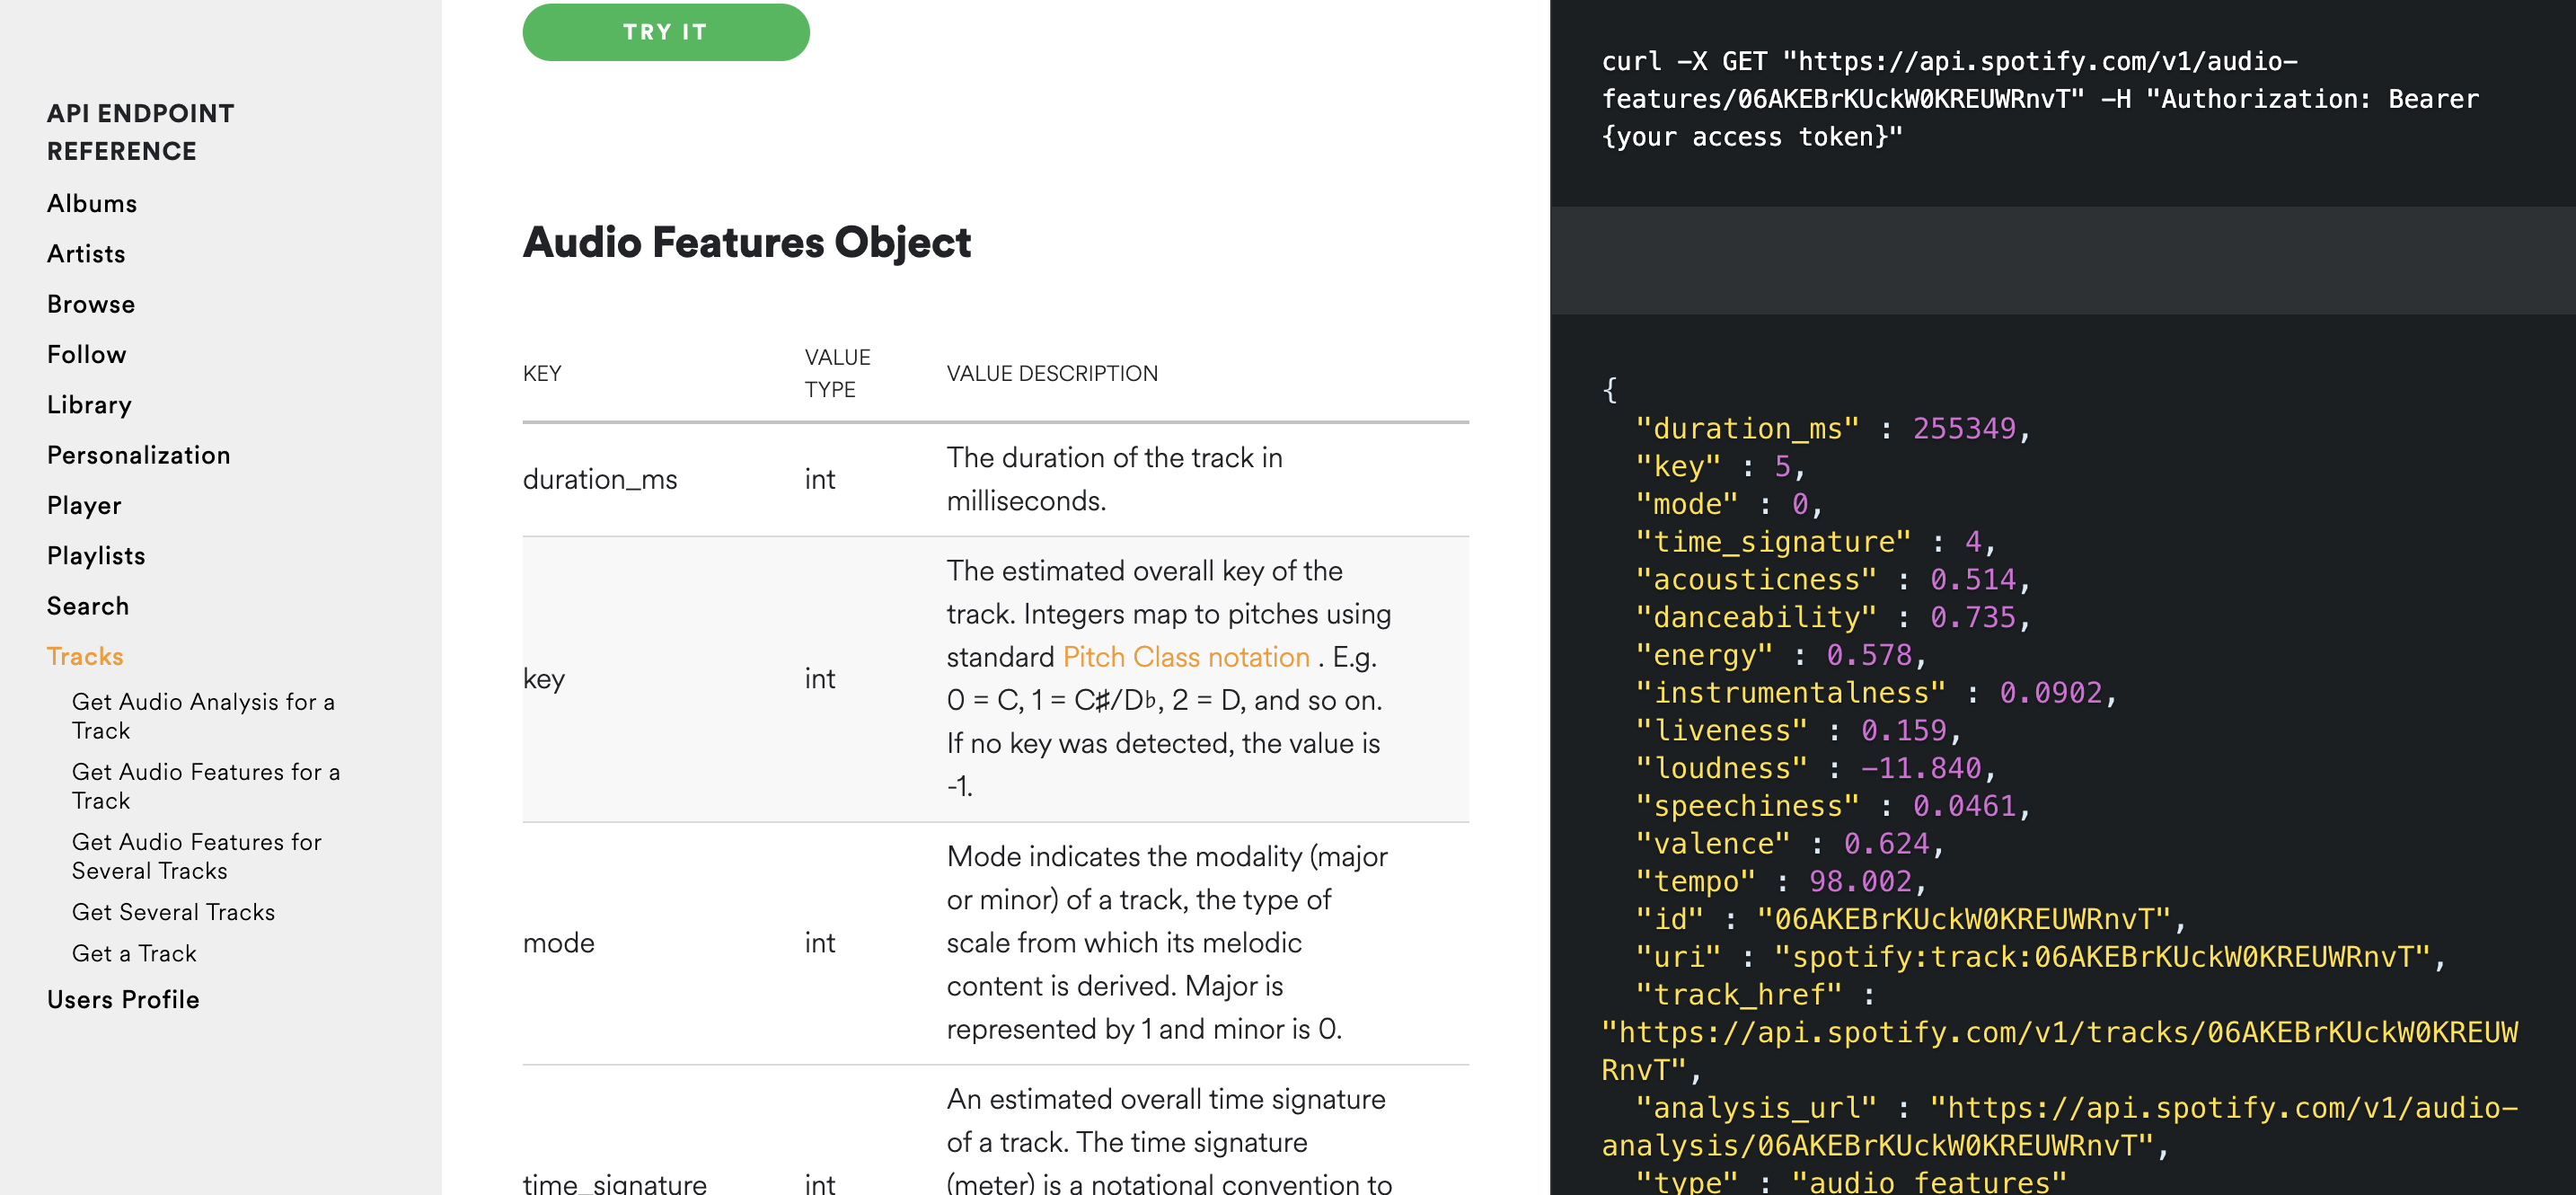 API ENDPOINT
REFERENCE
Albums
Artists
Browse
Follow
Library
Personalization
Player
Playlists
Search
Tracks
Get Audio Analysis for a
Track
Get Audio Features for a
Track
Get Audio Features for
Several Tracks
Get Several Tracks
Get a Track
Users Profile
TRY IT
Audio Features Object
KEY
VALUE
TYPE
VALUE DESCRIPTION
duration_ms
int
The duration of the track in
milliseconds.
key
int
The estimated overall key of the
track. Integers map to pitches using
standard Pitch Class notation . E.g.
0 = C, 1 = C♯/D♭, 2 = D, and so on.
If no key was detected, the value is
-1.
mode
int
Mode indicates the modality (major
or minor) of a track, the type of
scale from which its melodic
content is derived. Major is
represented by 1 and minor is 0.
time_signature
int
An estimated overall time signature
of a track. The time signature
(meter) is a notational convention to
curl -X GET "https://api.spotify.com/v1/audio-
features/06AKEBrKUckW0KREUWRnvT" -H "Authorization: Bearer
{your access token}"
{
"duration_ms" : 255349,
"key" : 5,
"mode" : 0,
"time_signature" : 4,
"acousticness" : 0.514,
"danceability" : 0.735,
"energy" : 0.578,
"instrumentalness" : 0.0902,
"liveness" : 0.159,
"loudness" : -11.840,
"speechiness" : 0.0461,
"valence" : 0.624,
"tempo" : 98.002,
"id" : "06AKEBrKUckW0KREUWRnvT",
"uri" : "spotify:track:06AKEBrKUckW0KREUWRnvT",
"track_href" :
"https://api.spotify.com/v1/tracks/06AKEBrKUckW0KREUW
RnvT",
"analysis_url" : "https://api.spotify.com/v1/audio-
analysis/06AKEBrKUckW0KREUWRnvT",
"type" : "audio_features"